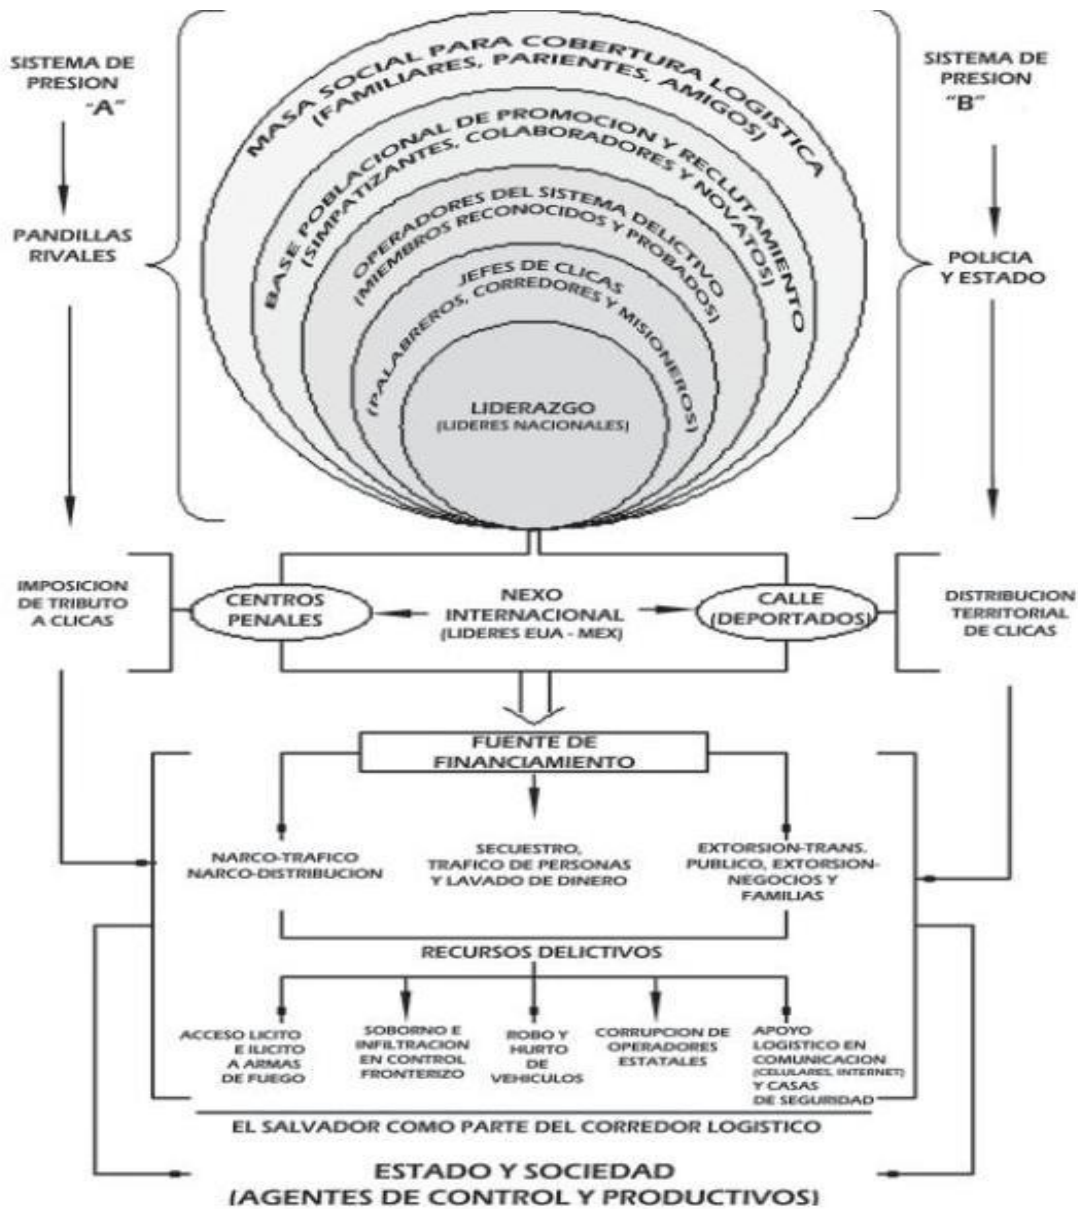 SISTEMA DE
PRESION
"A"
PANDILLAS
RIVALES
MASA SOCIAL PARA COBERTURA LOGISTICA
(FAMILIARES, PARIENTES, AMIGOS)
BASE POBLACIONAL DE PROMOCION Y RECLUTAMIENTO
(SIMPATIZANTES, COLABORADORES Y NOVATOS)
OPERADORES DEL SISTEMA DELICTIVO
(MIEMBROS RECONOCIDOS Y PROBADOS)
JEFES DE CLICAS
(PALABREROS, CORREDORES Y MISIONEROS)
LIDERAZGO
(LIDERES NACIONALES)
SISTEMA DE
PRESION
"B"
POLICIA
Y ESTADO
IMPOSICION
DE TRIBUTO
A CLICAS
CENTROS
PENALES
NEXO
INTERNACIONAL
(LIDERES EUA - MEX)
CALLE
(DEPORTADOS)
DISTRIBUCION
TERRITORIAL
DE CLICAS
FUENTE DE
FINANCIAMIENTO
NARCO-TRAFICO
NARCO-DISTRIBUCION
SECUESTRO,
TRAFICO DE PERSONAS
Y LAVADO DE DINERO
EXTORSION-TRANS.
PUBLICO, EXTORSION-
NEGOCIOS Y
FAMILIAS
RECURSOS DELICTIVOS
ACCESO LICITO
E ILICITO
A ARMAS
DE FUEGO
SOBORNO E
INFILTRACION
EN CONTROL
FRONTERIZO
ROBO Y
HURTO
DE
VEHICULOS
CORRUPCION DE
OPERADORES
ESTATALES
APOYO
LOGISTICO EN
COMUNICACION
(CELULARES, INTERNET)
Y CASAS
DE SEGURIDAD
EL SALVADOR COMO PARTE DEL CORREDOR LOGISTICO
ESTADO Y SOCIEDAD
(AGENTES DE CONTROL Y PRODUCTIVOS)